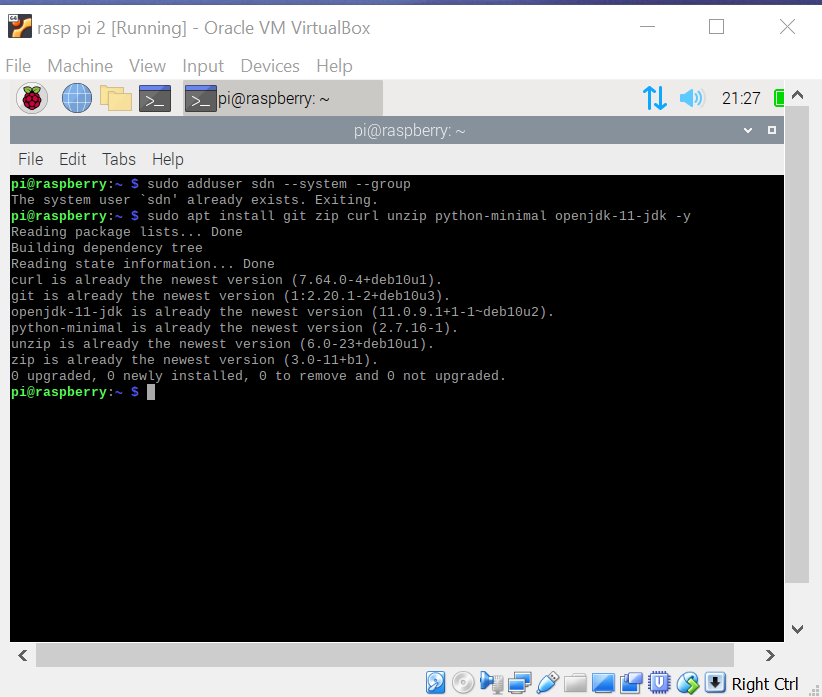 rasp pi 2 [Running] - Oracle VM VirtualBox
File Machine View Input Devices Help
pi@raspberry: ~
21:27
pi@raspberry: ~
File Edit Tabs Help
pi@raspberry:~ $ sudo adduser sdn --system --group
The system user `sdn' already exists. Exiting.
pi@raspberry:~ $ sudo apt install git zip curl unzip python-minimal openjdk-11-jdk -y
Reading package lists... Done
Building dependency tree
Reading state information... Done
curl is already the newest version (7.64.0-4+deb10u1).
git is already the newest version (1:2.20.1-2+deb10u3).
openjdk-11-jdk is already the newest version (11.0.9.1+1-1~deb10u2).
python-minimal is already the newest version (2.7.16-1).
unzip is already the newest version (6.0-23+deb10u1).
zip is already the newest version (3.0-11+b1).
0 upgraded, 0 newly installed, 0 to remove and 0 not upgraded.
pi@raspberry:~ $
Right Ctrl